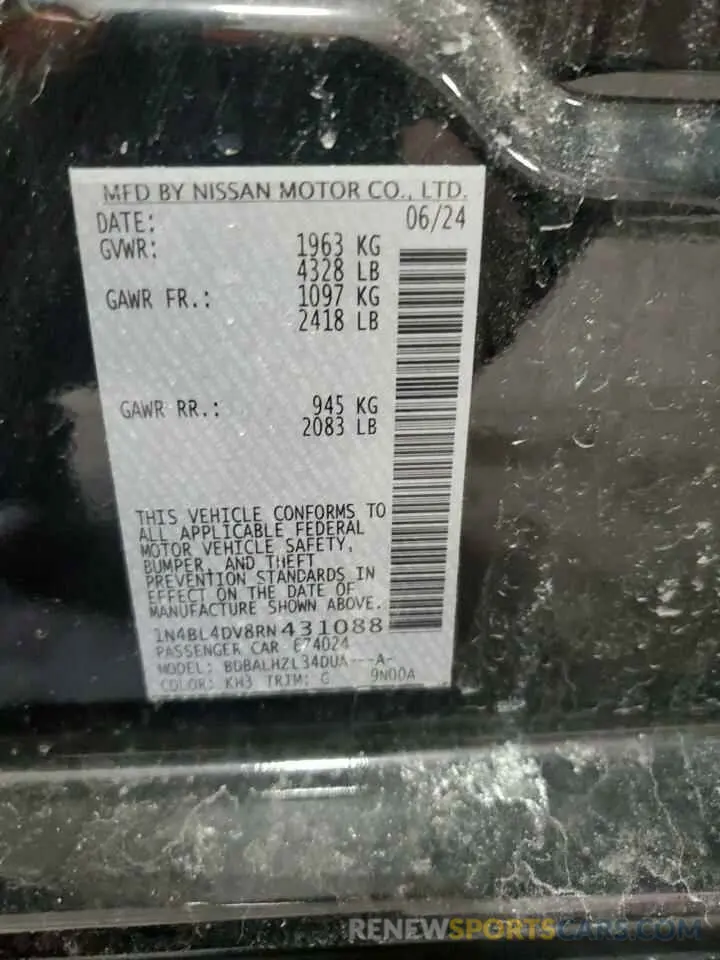 MFD BY NISSAN MOTOR CO., LTD.
DATE: 06/24
GVWR: 1963 KG
4328 LB
GAWR FR.: 1097 KG
2418 LB
GAWR RR.: 945 KG
2083 LB
THIS VEHICLE CONFORMS TO
ALL APPLICABLE FEDERAL
MOTOR VEHICLE SAFETY,
BUMPER, AND THEFT
PREVENTION STANDARDS IN
EFFECT ON THE DATE OF
MANUFACTURE SHOWN ABOVE.
1N4BL4DV8RN431088
PASSENGER CAR E74024
MODEL: BDBALHZL34DUA---A-
COLOR: KH3 TRIM: G 9N00A
RENEWSPORTSCARS.COM